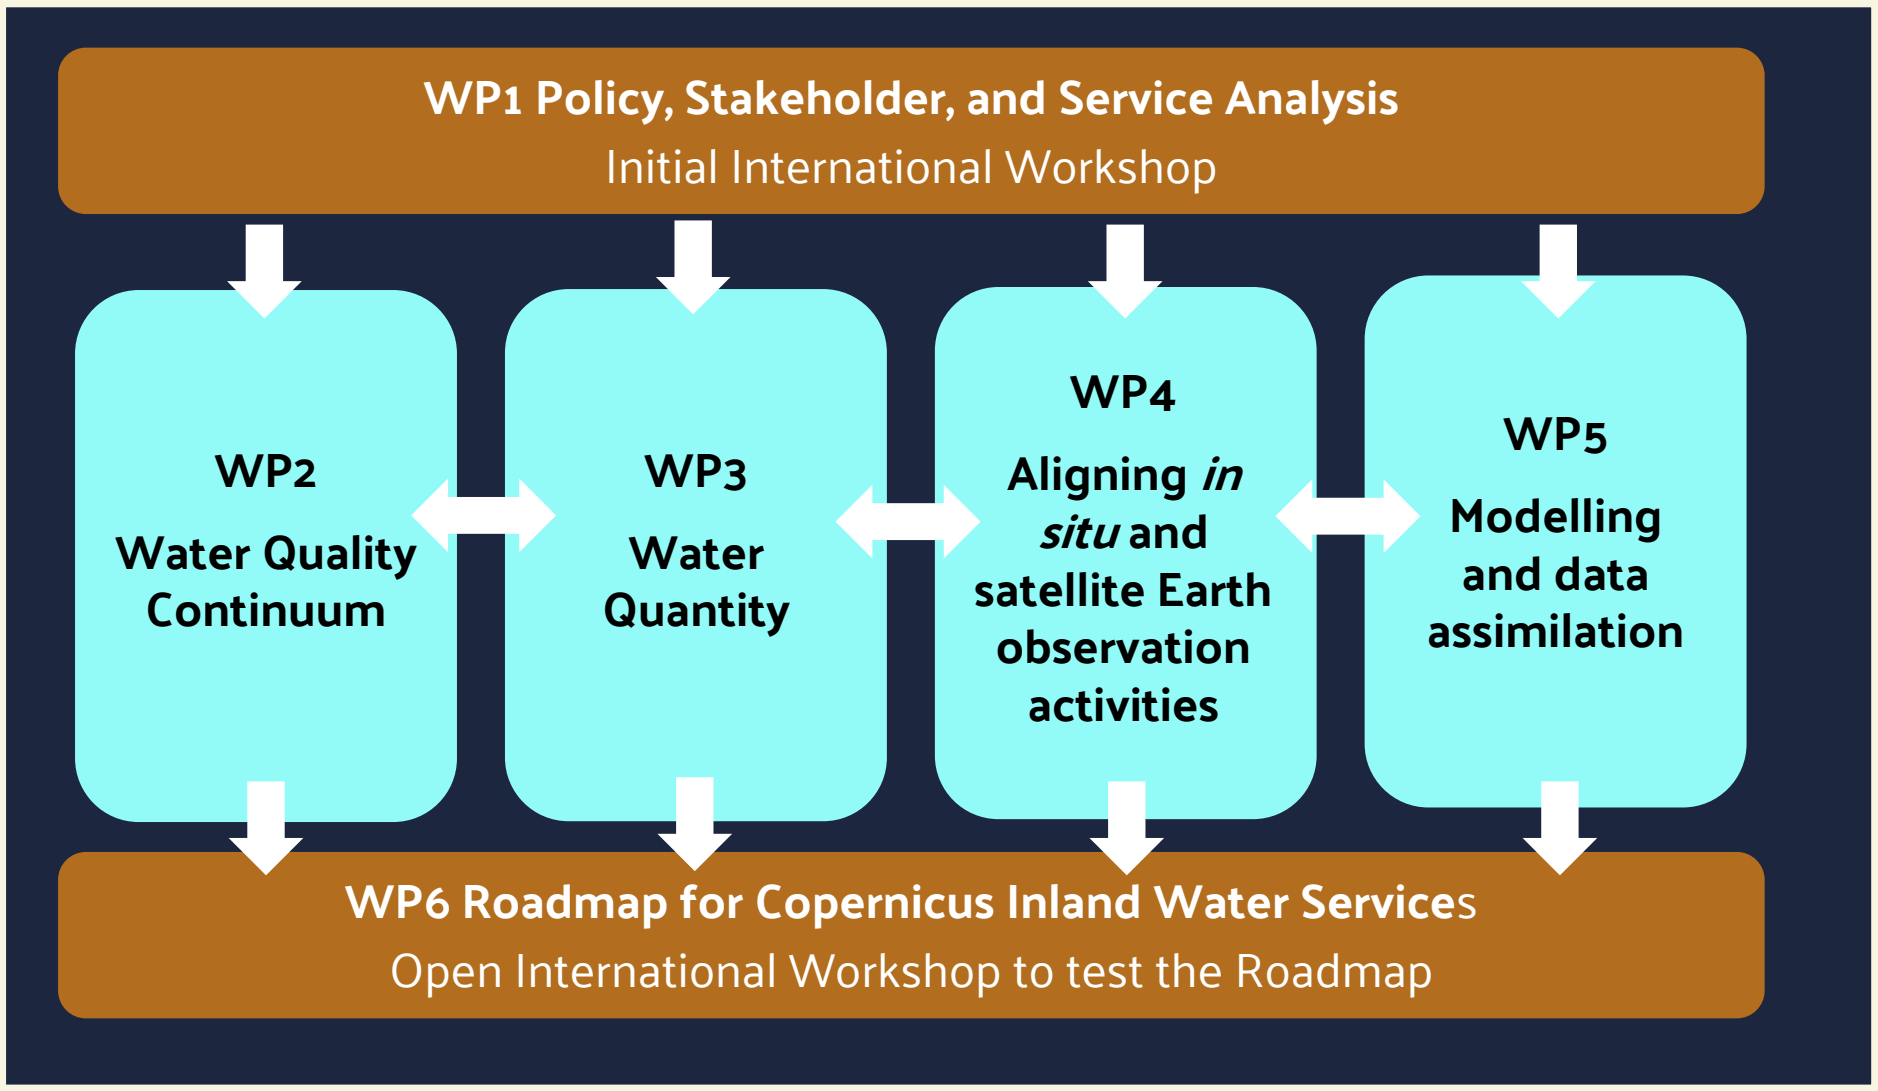 WP1 Policy, Stakeholder, and Service Analysis
Initial International Workshop
WP2
Water Quality
Continuum
WP3
Water
Quantity
WP4
Aligning in
situ and
satellite Earth
observation
activities
WP5
Modelling
and data
assimilation
WP6 Roadmap for Copernicus Inland Water Services
Open International Workshop to test the Roadmap